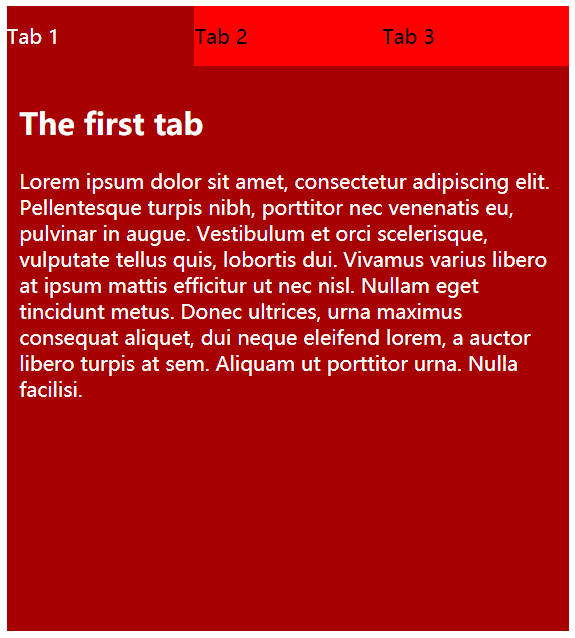 Tab 1 Tab 2 Tab 3
The first tab
Lorem ipsum dolor sit amet, consectetur adipiscing elit.
Pellentesque turpis nibh, porttitor nec venenatis eu,
pulvinar in augue. Vestibulum et orci scelerisque,
vulputate tellus quis, lobortis dui. Vivamus varius libero
at ipsum mattis efficitur ut nec nisl. Nullam eget
tincidunt metus. Donec ultrices, urna maximus
consequat aliquet, dui neque eleifend lorem, a auctor
libero turpis at sem. Aliquam ut porttitor urna. Nulla
facilisi.